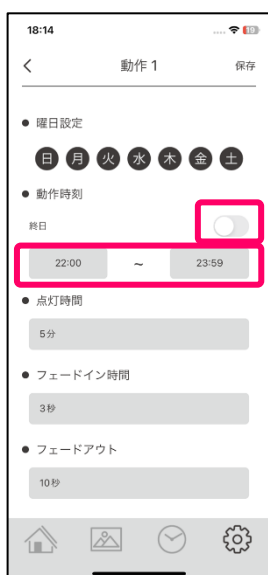 18:14
19
動作 1
保存
曜日設定
日 月 火 水 木 金 土
動作時刻
終日
22:00 ~ 23:59
点灯時間
5分
フェードイン時間
3秒
フェードアウト
10秒